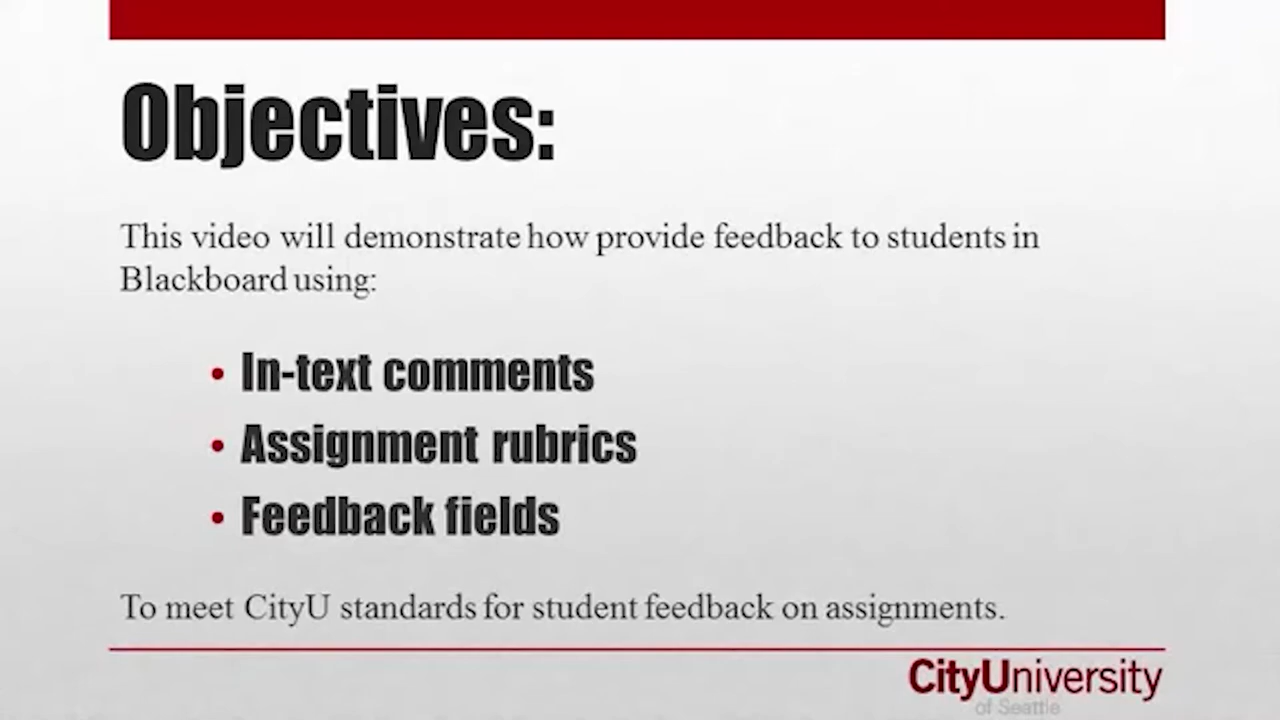 Objectives:
This video will demonstrate how provide feedback to students in
Blackboard using:
• In-text comments
• Assignment rubrics
• Feedback fields
To meet CityU standards for student feedback on assignments.
CityUniversity
of Seattle